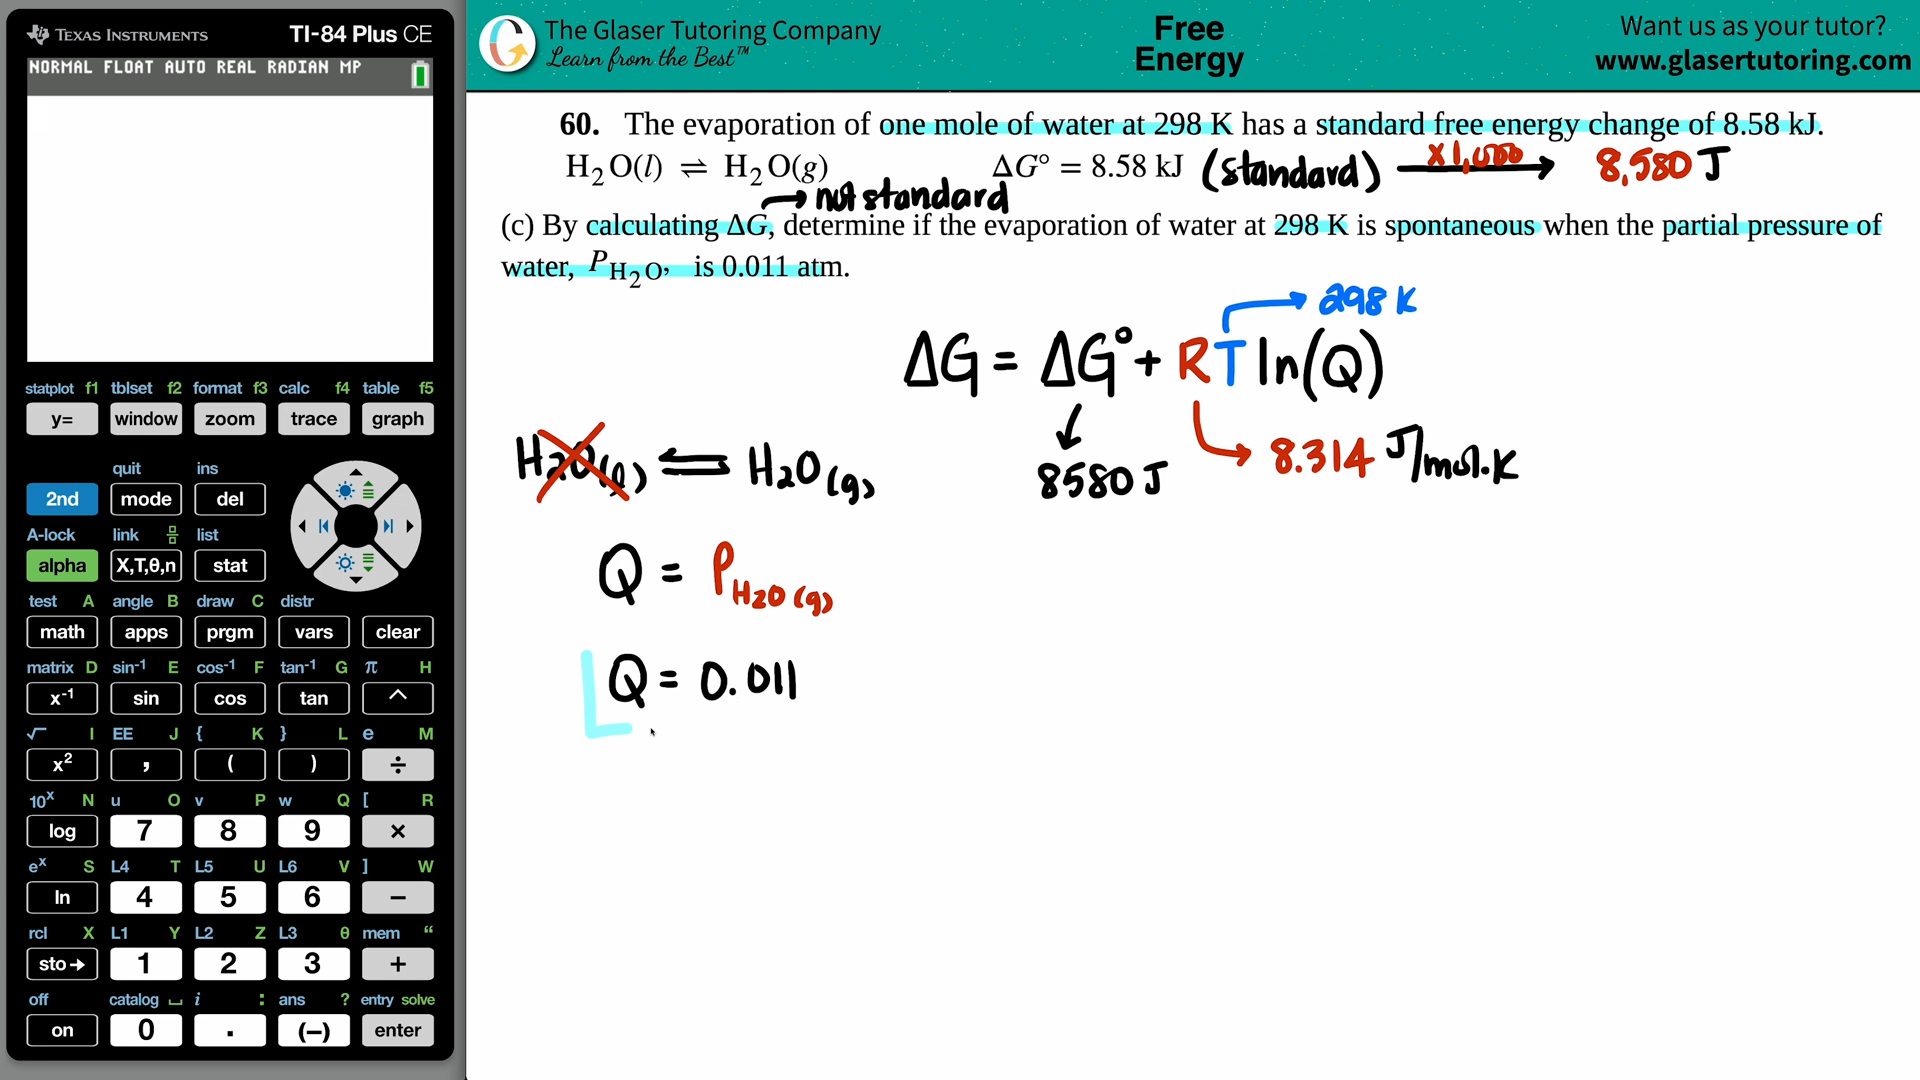 TEXAS INSTRUMENTS TI-84 Plus CE
NORMAL FLOAT AUTO REAL RADIAN MP
statplot f1 tblset f2 format f3 calc f4 table f5
y= window zoom trace graph
quit ins
2nd mode del
A-lock link list
alpha X,T,θ,n stat
test A angle B draw C distr
math apps prgm vars clear
matrix D sin⁻¹ E cos⁻¹ F tan⁻¹ G π H
x⁻¹ sin cos tan ^
√ I EE J { K } L e M
x² , ( ) ÷
10ˣ N u O v P w Q [ R
log 7 8 9 ×
eˣ S L4 T L5 U L6 V ] W
ln 4 5 6 −
rcl X L1 Y L2 Z L3 θ mem “
sto→ 1 2 3 +
off catalog ⎵ i : ans ? entry solve
on 0 . (−) enter
The Glaser Tutoring Company
Learn from the Best™
Free
Energy
Want us as your tutor?
www.glasertutoring.com
60. The evaporation of one mole of water at 298 K has a standard free energy change of 8.58 kJ.
H₂O(l) ⇌ H₂O(g) ΔG° = 8.58 kJ (standard) x1,000 → 8,580 J
→ not standard
(c) By calculating ΔG, determine if the evaporation of water at 298 K is spontaneous when the partial pressure of
water, P H₂O, is 0.011 atm.
→ 298 K
ΔG = ΔG° + RT ln(Q)
H₂O(l) ⇌ H₂O(g)
8580 J
8.314 J/mol·K
Q = P H₂O(g)
Q = 0.011